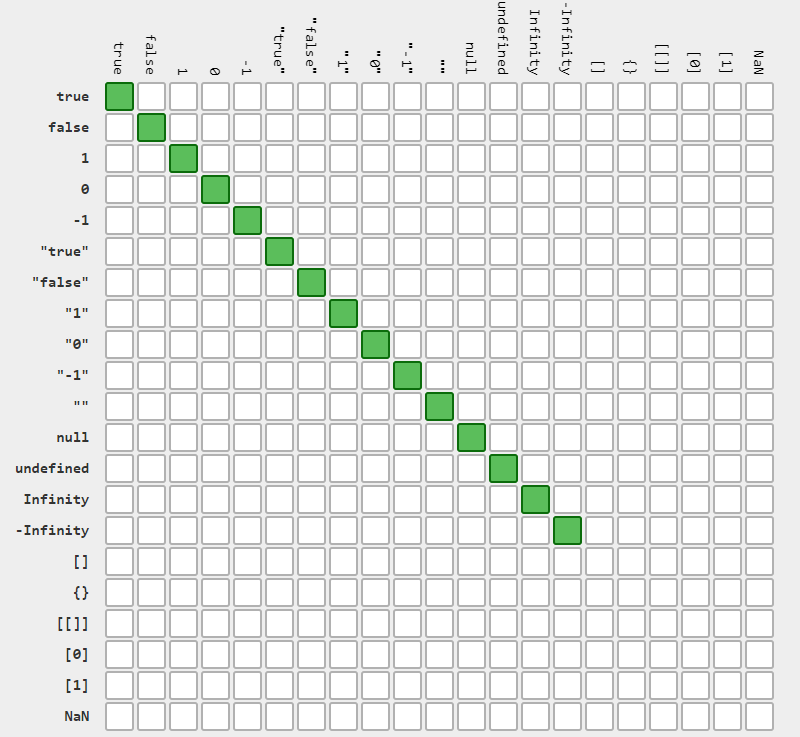 true
false
1
0
-1
"true"
"false"
"1"
"0"
"-1"
""
null
undefined
Infinity
-Infinity
[]
{}
[[]]
[0]
[1]
NaN
true
false
1
0
-1
"true"
"false"
"1"
"0"
"-1"
""
null
undefined
Infinity
-Infinity
[]
{}
[[]]
[0]
[1]
NaN